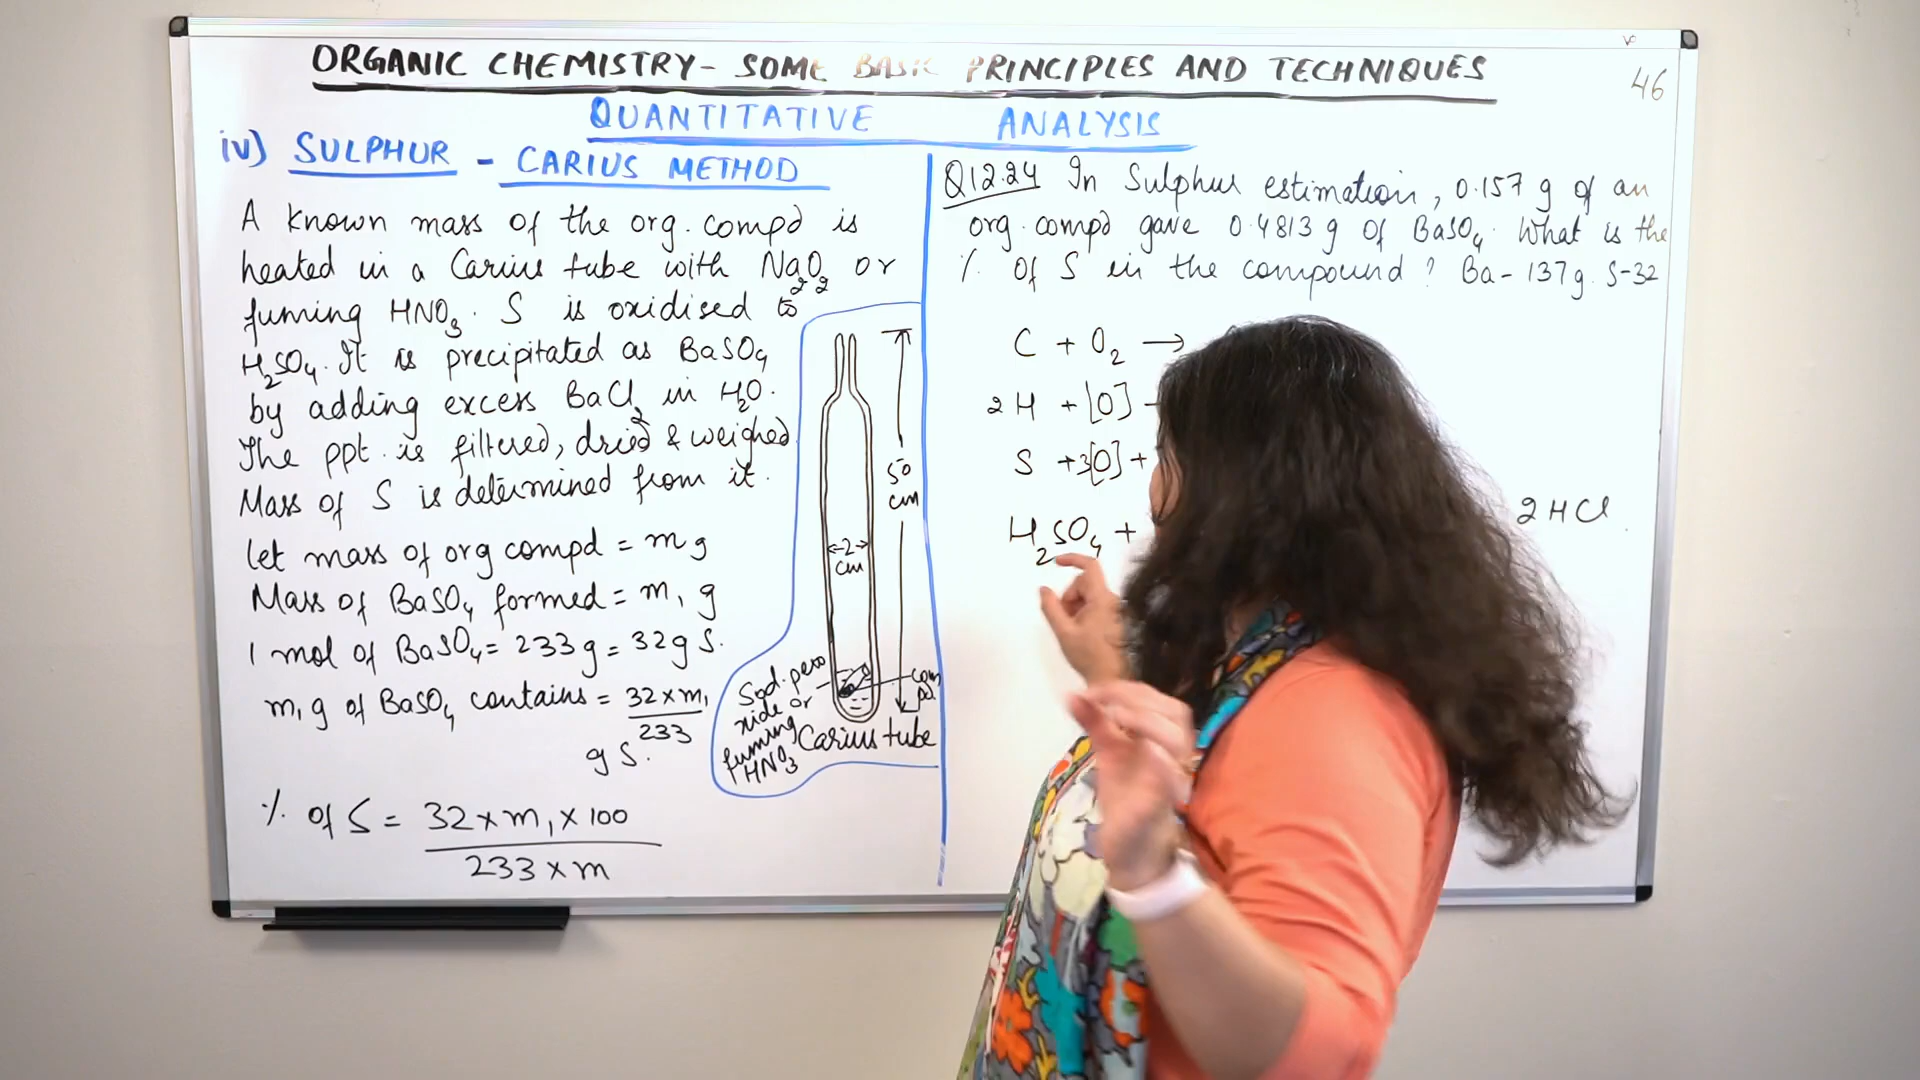 ORGANIC CHEMISTRY - SOME BASIC PRINCIPLES AND TECHNIQUES
46
QUANTITATIVE ANALYSIS
iv) SULPHUR - CARIUS METHOD
A known mass of the org. compd is
heated in a Carius tube with Na₂O₂ or
fuming HNO₃. S is oxidised to
H₂SO₄. It is precipitated as BaSO₄
by adding excess BaCl₂ in H₂O.
The ppt. is filtered, dried & weighed
Mass of S is determined from it.
let mass of org compd = m g
Mass of BaSO₄ formed = m₁ g
1 mol of BaSO₄ = 233 g = 32 g S.
m₁ g of BaSO₄ contains = 32 × m₁
233
g S.
% of S = 32 × m₁ × 100
233 × m
50
cm
2
cm
Sod. pero
xide or
fuming
HNO₃
com
pd
Carius tube
Q12.24 In Sulphur estimation, 0.157 g of an
org. compd gave 0.4813 g of BaSO₄. What is the
% of S in the compound? Ba - 137g. S-32
C + O₂ →
2 H + [O]
S + 3[O] +
H₂SO₄ +
2 HCl